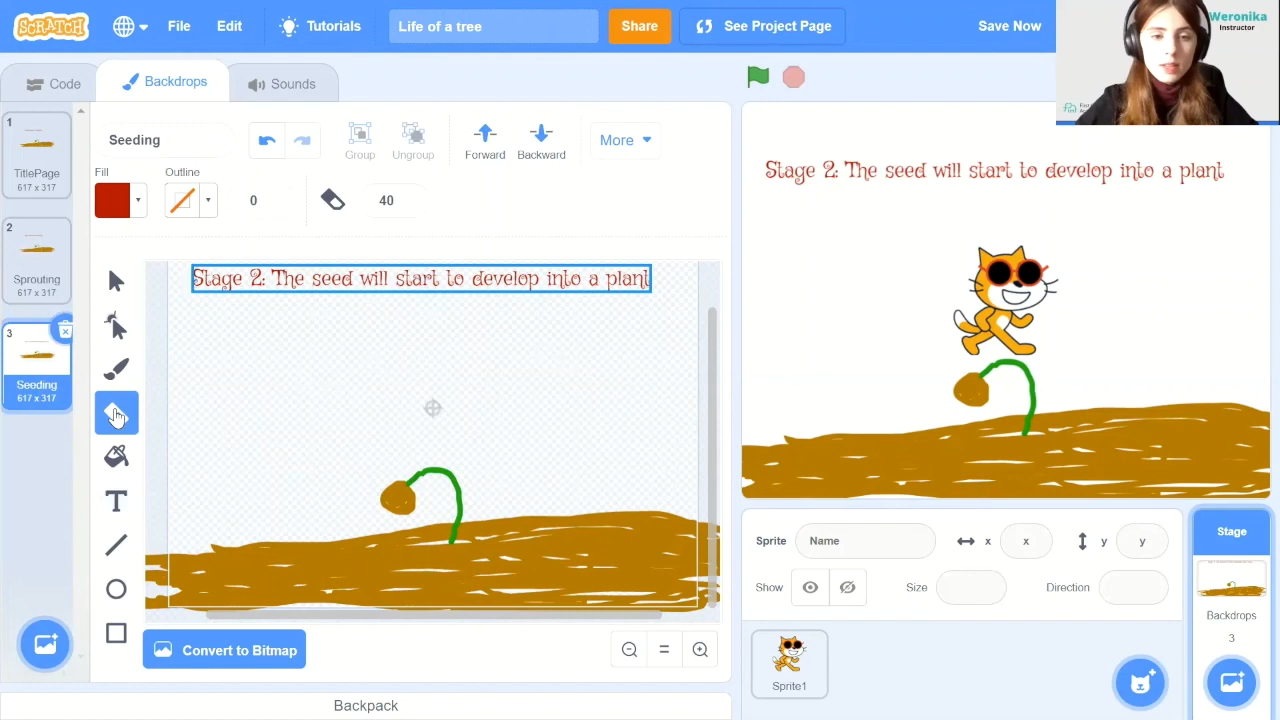 SCRATCH
File
Edit
Tutorials
Life of a tree
Share
See Project Page
Save Now
Weronika
Instructor
Code
Backdrops
Sounds
1
TitlePage
617 x 317
2
Sprouting
617 x 317
3
Seeding
617 x 317
Seeding
Group
Ungroup
Forward
Backward
More
Fill
Outline
0
40
Stage 2: The seed will start to develop into a plant
Convert to Bitmap
Backpack
Stage 2: The seed will start to develop into a plant
Sprite
Name
x
x
y
y
Show
Size
Direction
Sprite1
Stage
Backdrops
3